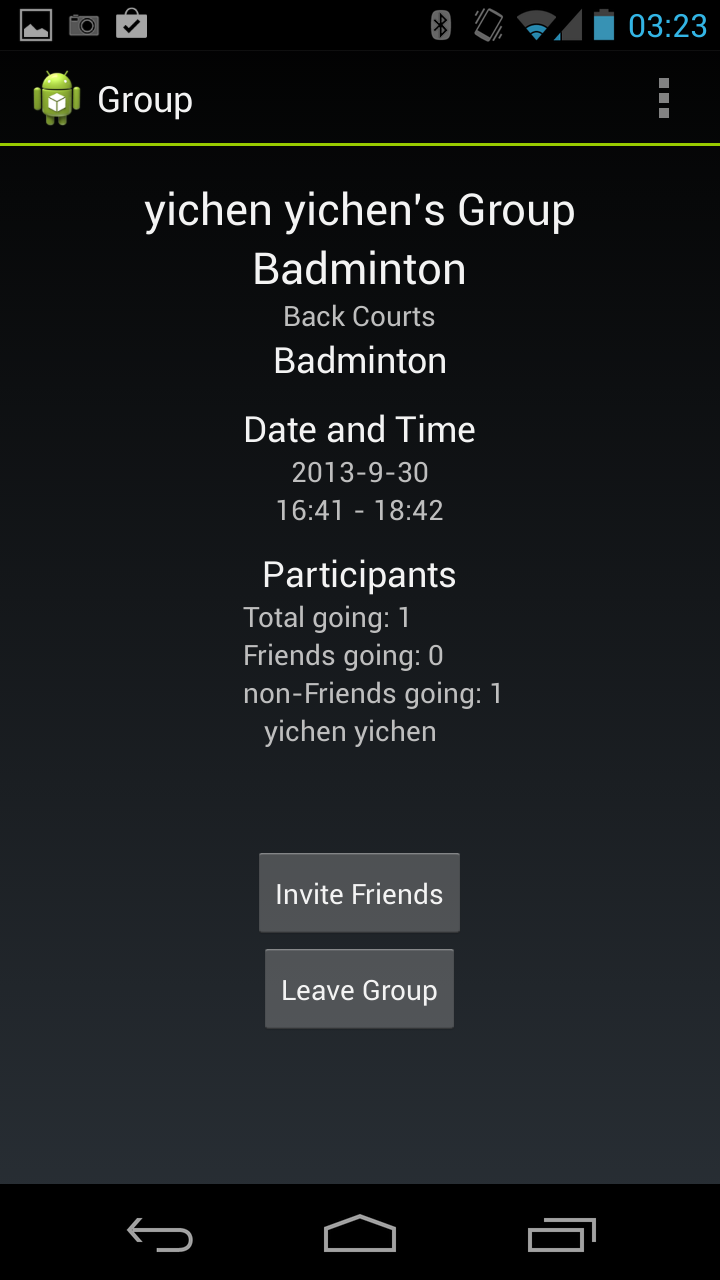 03:23
Group
yichen yichen's Group
Badminton
Back Courts
Badminton
Date and Time
2013-9-30
16:41 - 18:42
Participants
Total going: 1
Friends going: 0
non-Friends going: 1
yichen yichen
Invite Friends
Leave Group